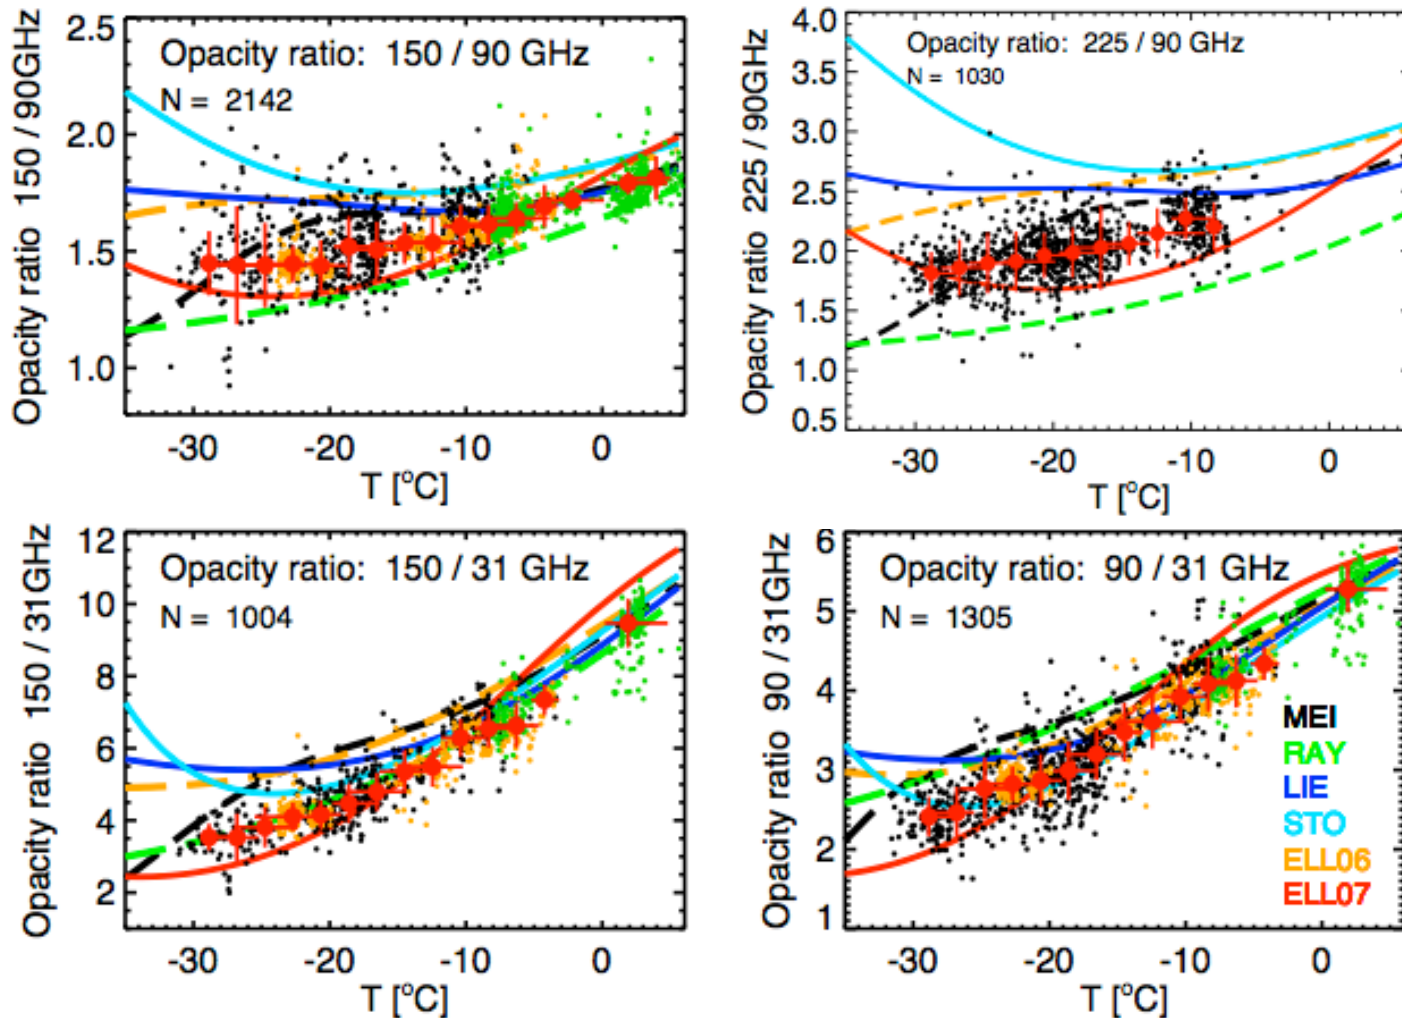 Opacity ratio: 150 / 90 GHz
N = 2142
Opacity ratio 150 / 90GHz
2.5
2.0
1.5
1.0
-30 -20 -10 0
T [°C]
Opacity ratio: 225 / 90 GHz
N = 1030
Opacity ratio 225 / 90GHz
4.0
3.5
3.0
2.5
2.0
1.5
1.0
0.5
-30 -20 -10 0
T [°C]
Opacity ratio: 150 / 31 GHz
N = 1004
Opacity ratio 150 / 31GHz
12
10
8
6
4
2
-30 -20 -10 0
T [°C]
Opacity ratio: 90 / 31 GHz
N = 1305
Opacity ratio 90 / 31GHz
6
5
4
3
2
1
MEI
RAY
LIE
STO
ELL06
ELL07
-30 -20 -10 0
T [°C]